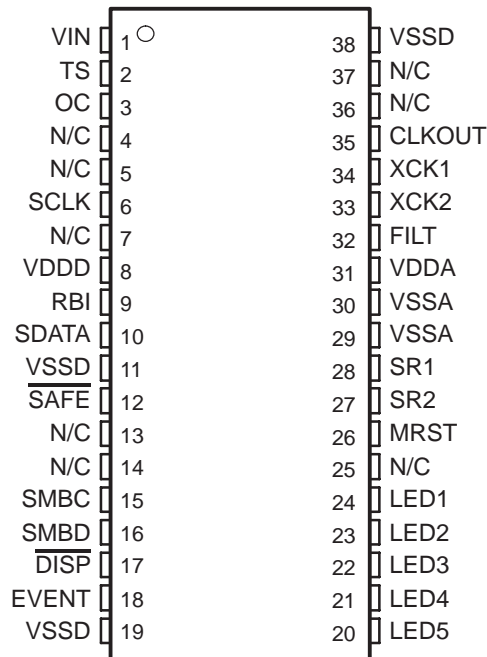 VIN 1 38 VSSD
TS 2 37 N/C
OC 3 36 N/C
N/C 4 35 CLKOUT
N/C 5 34 XCK1
SCLK 6 33 XCK2
N/C 7 32 FILT
VDDD 8 31 VDDA
RBI 9 30 VSSA
SDATA 10 29 VSSA
VSSD 11 28 SR1
SAFE 12 27 SR2
N/C 13 26 MRST
N/C 14 25 N/C
SMBC 15 24 LED1
SMBD 16 23 LED2
DISP 17 22 LED3
EVENT 18 21 LED4
VSSD 19 20 LED5